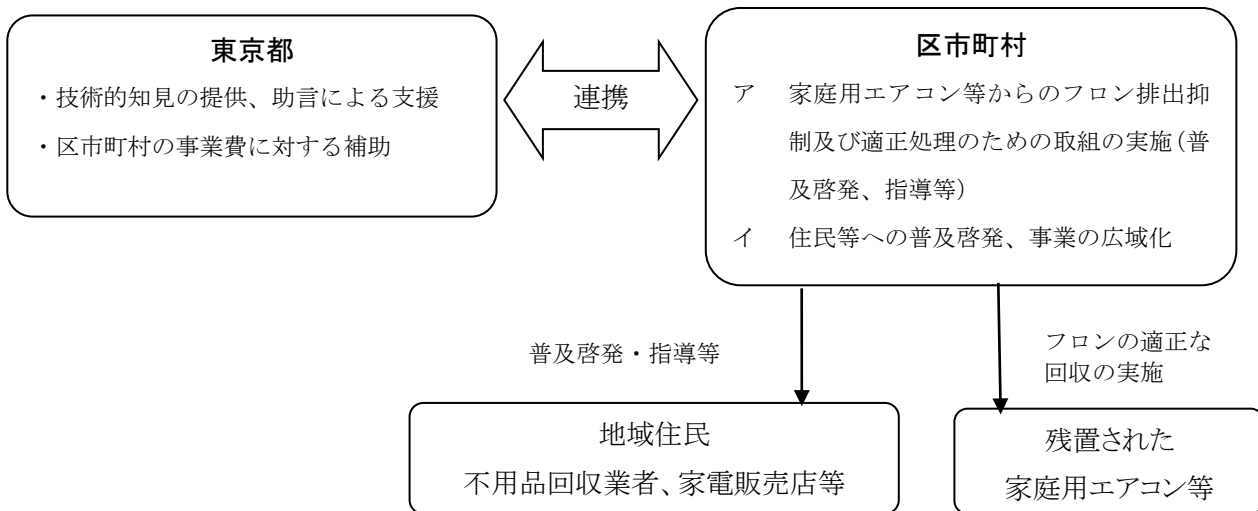 東京都
・技術的知見の提供、助言による支援
・区市町村の事業費に対する補助
連携
区市町村
ア 家庭用エアコン等からのフロン排出抑
制及び適正処理のための取組の実施(普
及啓発、指導等)
イ 住民等への普及啓発、事業の広域化
普及啓発・指導等
フロンの適正な
回収の実施
地域住民
不用品回収業者、家電販売店等
残置された
家庭用エアコン等